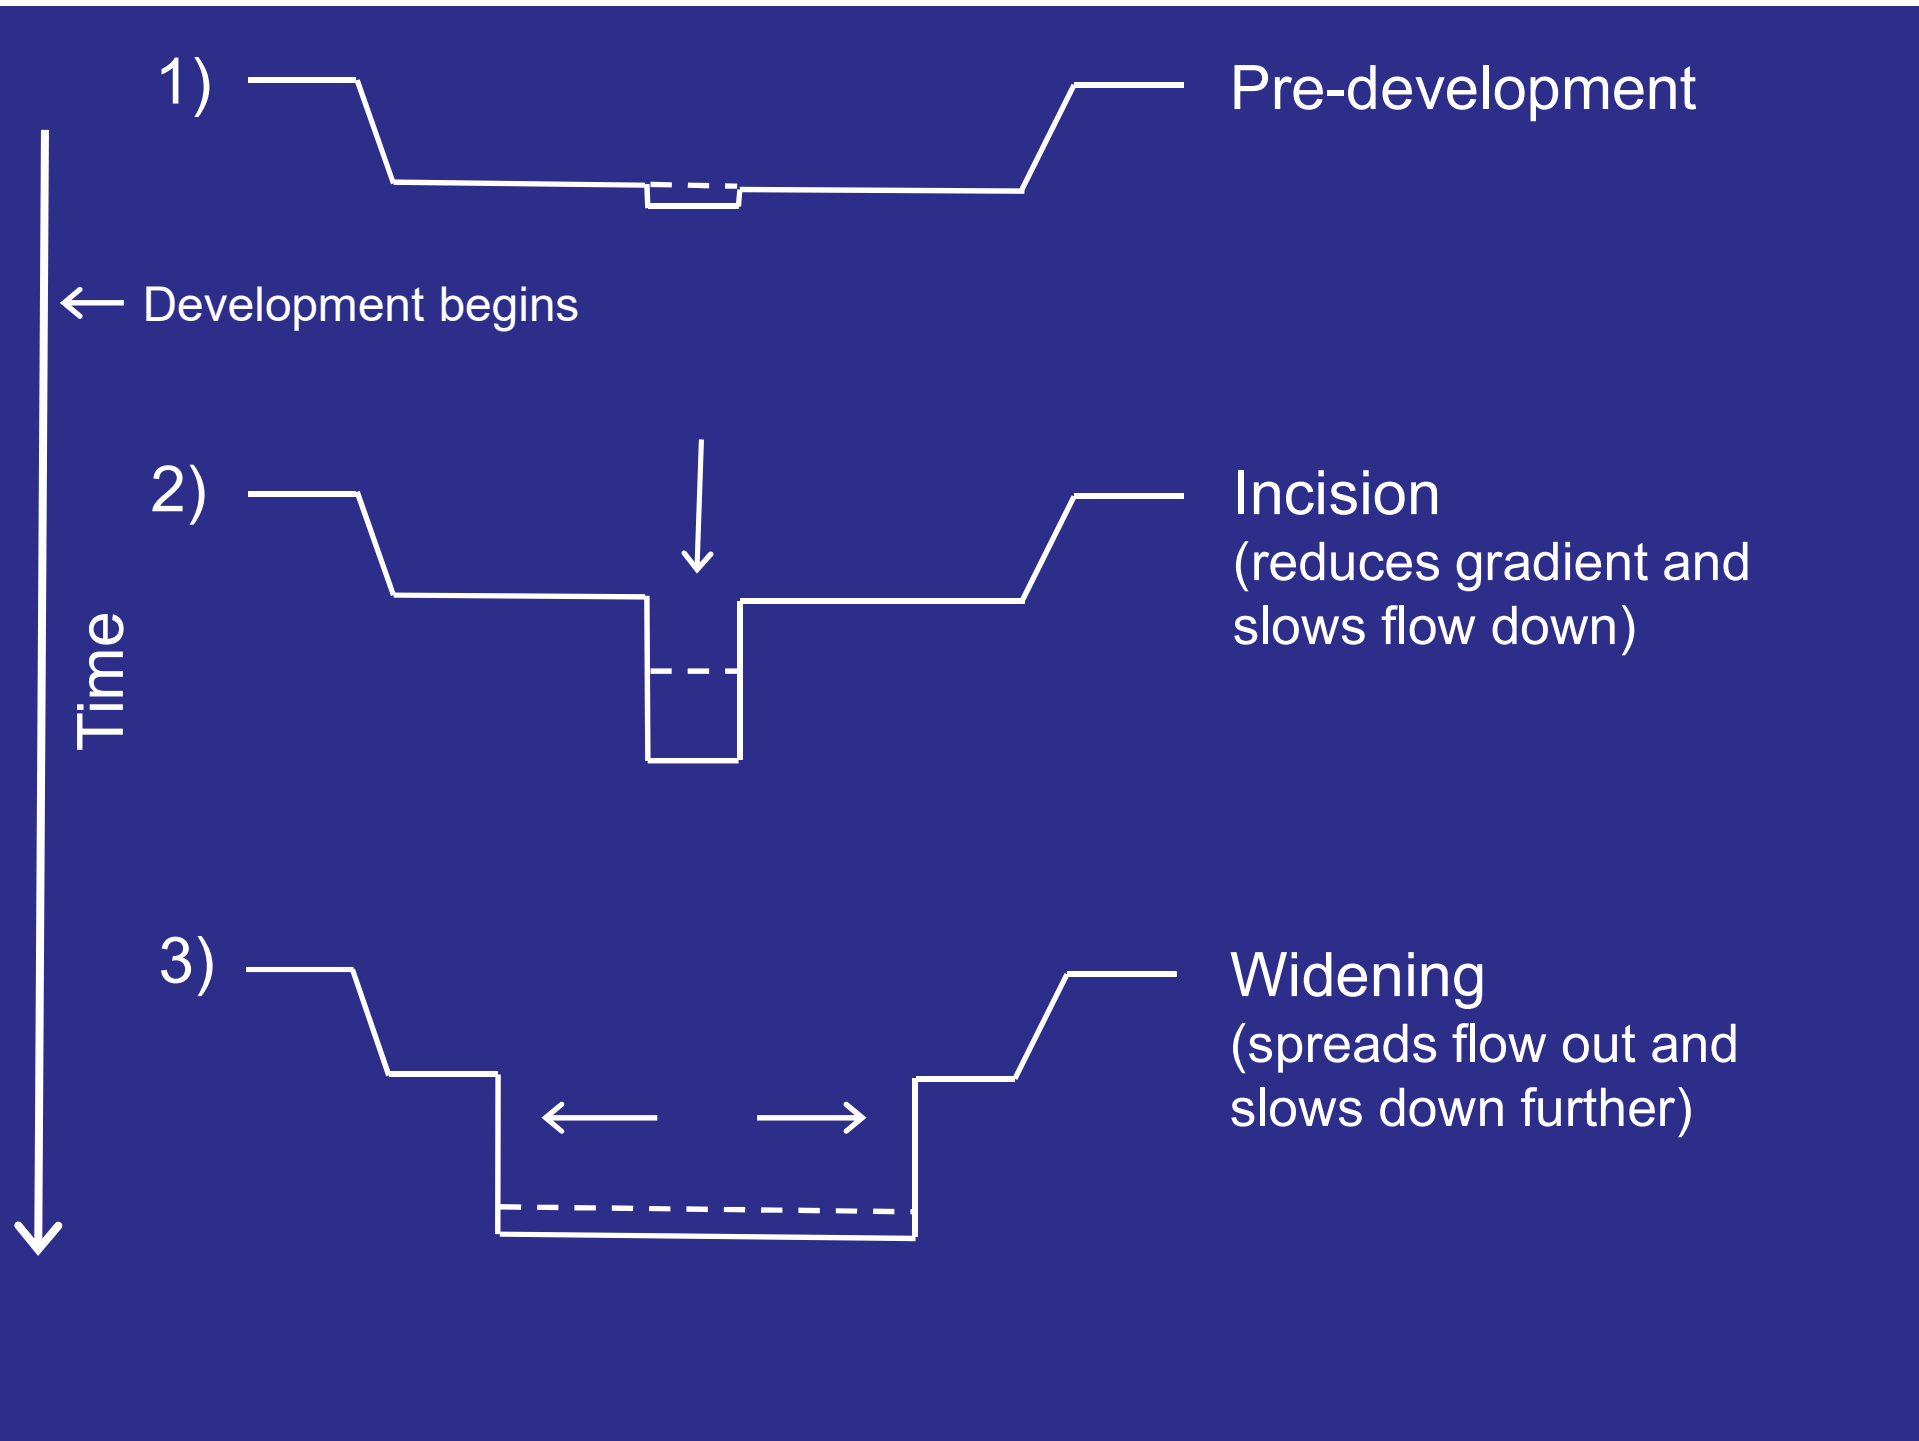 1)
Pre-development
Development begins
2)
Incision
(reduces gradient and
slows flow down)
Time
3)
Widening
(spreads flow out and
slows down further)